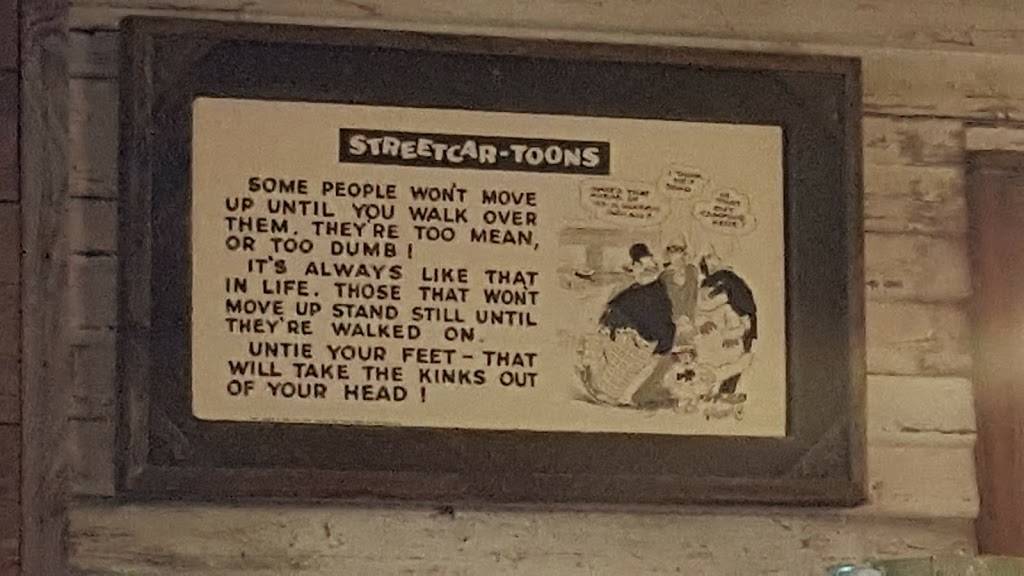 STREETCAR-TOONS
SOME PEOPLE WON'T MOVE
UP UNTIL YOU WALK OVER
THEM. THEY'RE TOO MEAN,
OR TOO DUMB!
IT'S ALWAYS LIKE THAT
IN LIFE. THOSE THAT WON'T
MOVE UP STAND STILL UNTIL
THEY'RE WALKED ON.
UNTIE YOUR FEET - THAT
WILL TAKE THE KINKS OUT
OF YOUR HEAD!